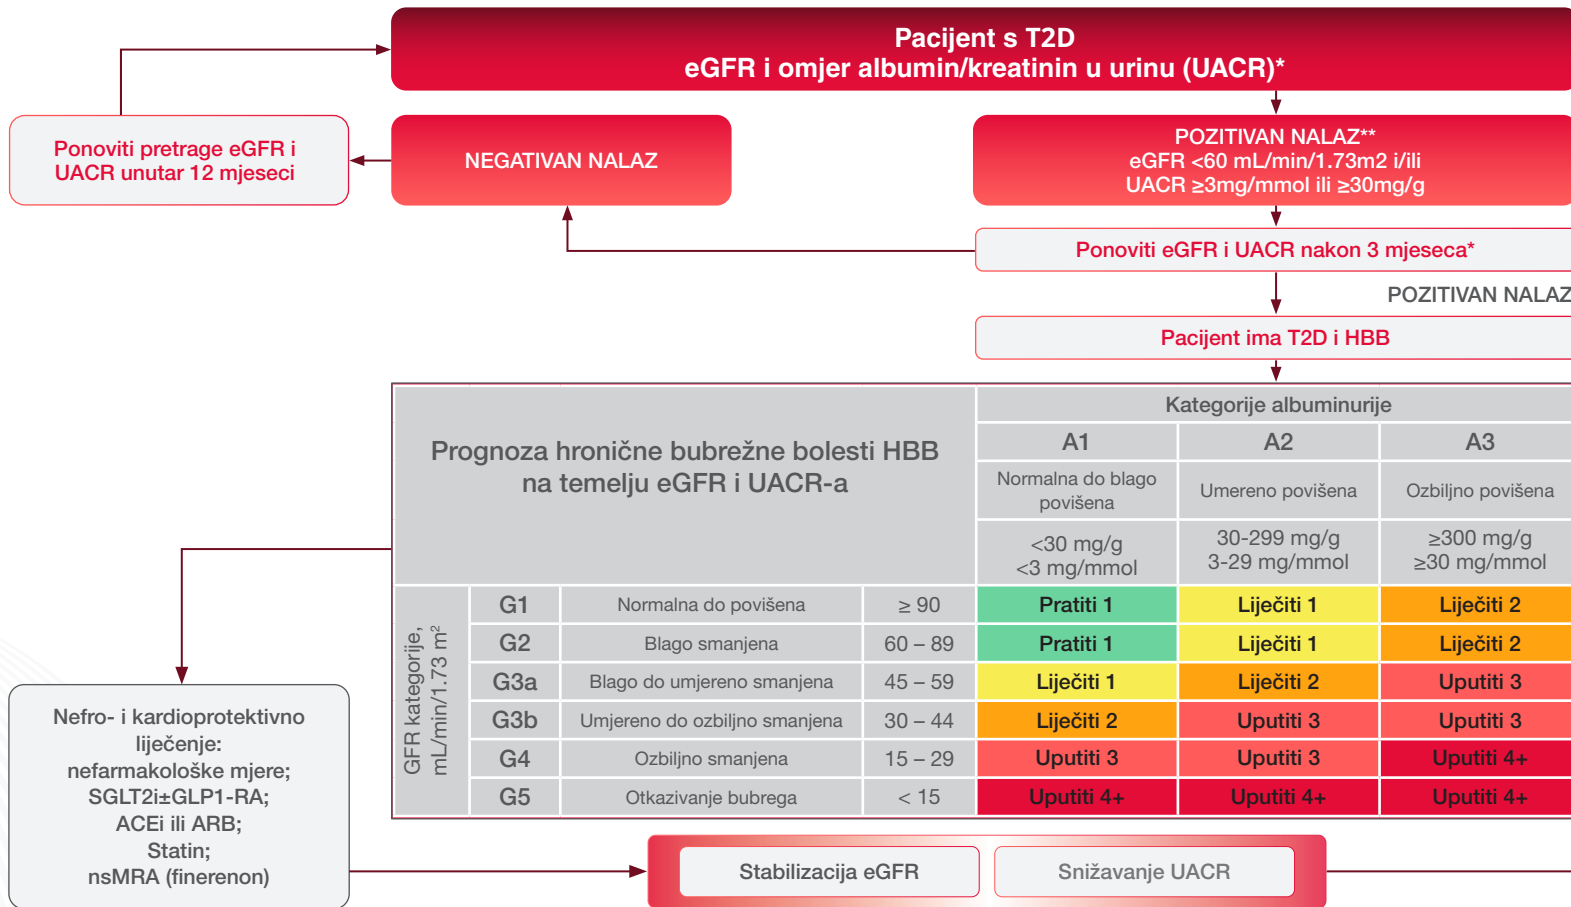 Pacijent s T2D
eGFR i omjer albumin/kreatinin u urinu (UACR)*
Ponoviti pretrage eGFR i
UACR unutar 12 mjeseci
NEGATIVAN NALAZ
POZITIVAN NALAZ**
eGFR <60 mL/min/1.73m2 i/ili
UACR ≥3mg/mmol ili ≥30mg/g
Ponoviti eGFR i UACR nakon 3 mjeseca*
POZITIVAN NALAZ
Pacijent ima T2D i HBB
Prognoza hronične bubrežne bolesti HBB
na temelju eGFR i UACR-a
Kategorije albuminurije
A1 A2 A3
Normalna do blago
povišena
Umereno povišena
Ozbiljno povišena
<30 mg/g
<3 mg/mmol
30-299 mg/g
3-29 mg/mmol
≥300 mg/g
≥30 mg/mmol
GFR kategorije,
mL/min/1.73 m²
G1 Normalna do povišena ≥ 90 Pratiti 1 Liječiti 1 Liječiti 2
G2 Blago smanjena 60 – 89 Pratiti 1 Liječiti 1 Liječiti 2
G3a Blago do umjereno smanjena 45 – 59 Liječiti 1 Liječiti 2 Uputiti 3
G3b Umjereno do ozbiljno smanjena 30 – 44 Liječiti 2 Uputiti 3 Uputiti 3
G4 Ozbiljno smanjena 15 – 29 Uputiti 3 Uputiti 3 Uputiti 4+
G5 Otkazivanje bubrega < 15 Uputiti 4+ Uputiti 4+ Uputiti 4+
Nefro- i kardioprotektivno
liječenje:
nefarmakološke mjere;
SGLT2i±GLP1-RA;
ACEi ili ARB;
Statin;
nsMRA (finerenon)
Stabilizacija eGFR
Snižavanje UACR